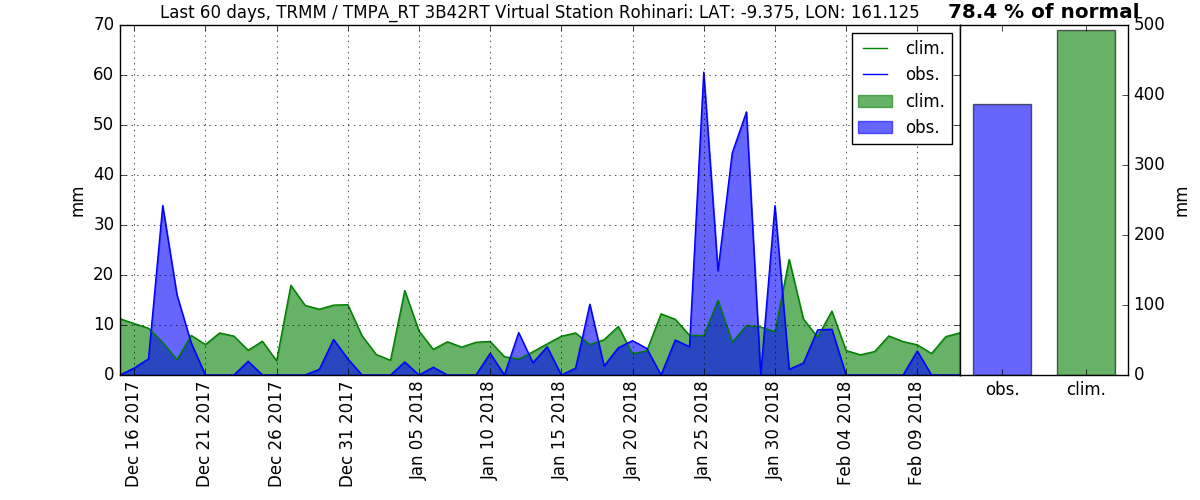 Last 60 days, TRMM / TMPA_RT 3B42RT Virtual Station Rohinari: LAT: -9.375, LON: 161.125
78.4 % of normal
70
60
50
40
30
20
10
0
mm
clim.
obs.
clim.
obs.
Dec 16 2017
Dec 21 2017
Dec 26 2017
Dec 31 2017
Jan 05 2018
Jan 10 2018
Jan 15 2018
Jan 20 2018
Jan 25 2018
Jan 30 2018
Feb 04 2018
Feb 09 2018
500
400
300
200
100
0
mm
obs.
clim.